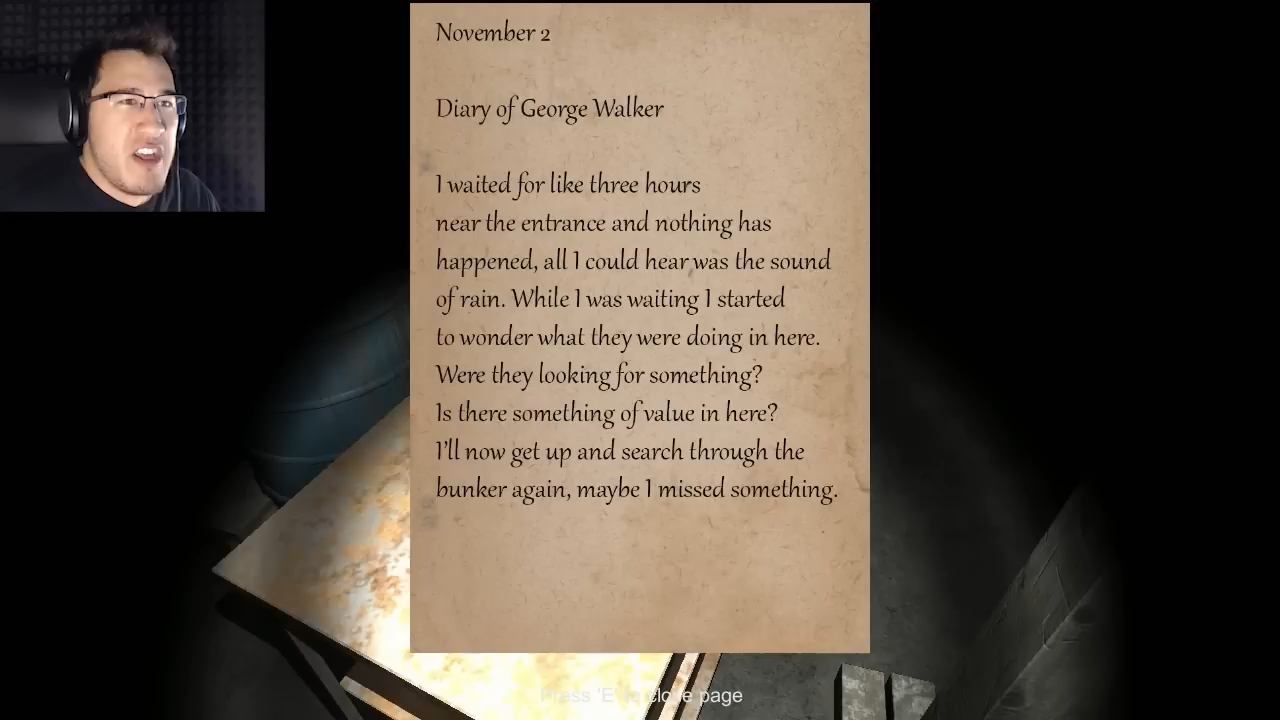 November 2
Diary of George Walker
I waited for like three hours
near the entrance and nothing has
happened, all I could hear was the sound
of rain. While I was waiting I started
to wonder what they were doing in here.
Were they looking for something?
Is there something of value in here?
I'll now get up and search through the
bunker again, maybe I missed something.
Press 'E' to close page